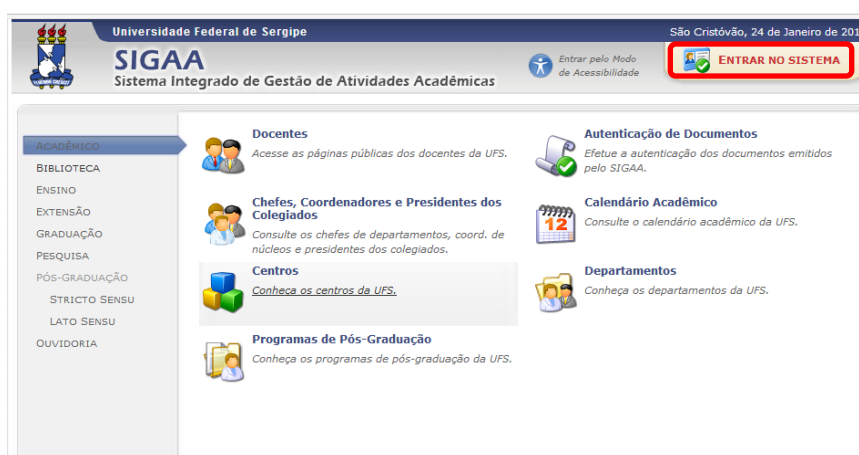 Universidade Federal de Sergipe
São Cristóvão, 24 de Janeiro de 201
SIGAA
Sistema Integrado de Gestão de Atividades Acadêmicas
Entrar pelo Modo
de Acessibilidade
ENTRAR NO SISTEMA
ACADÊMICO
BIBLIOTECA
ENSINO
EXTENSÃO
GRADUAÇÃO
PESQUISA
PÓS-GRADUAÇÃO
STRICTO SENSU
LATO SENSU
OUVIDORIA
Docentes
Acesse as páginas públicas dos docentes da UFS.
Autenticação de Documentos
Efetue a autenticação dos documentos emitidos
pelo SIGAA.
Chefes, Coordenadores e Presidentes dos
Colegiados
Consulte os chefes de departamentos, coord. de
núcleos e presidentes dos colegiados.
12
Calendário Acadêmico
Consulte o calendário acadêmico da UFS.
Centros
Conheça os centros da UFS.
Departamentos
Conheça os departamentos da UFS.
Programas de Pós-Graduação
Conheça os programas de pós-graduação da UFS.